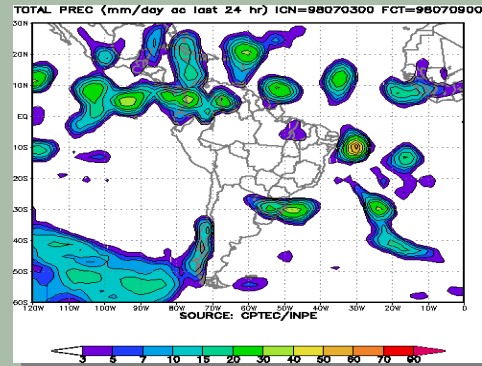 TOTAL PREC (mm/day ac last 24 hr) ICN=98070300 FCT=98070900
30N
20N
10N
EQ
10S
20S
30S
40S
50S
60S
120W 110W 100W 90W 80W 70W 60W 50W 40W 30W 20W 10W 0
SOURCE: CPTEC/INPE
3 5 7 10 15 20 30 40 50 60 70 90